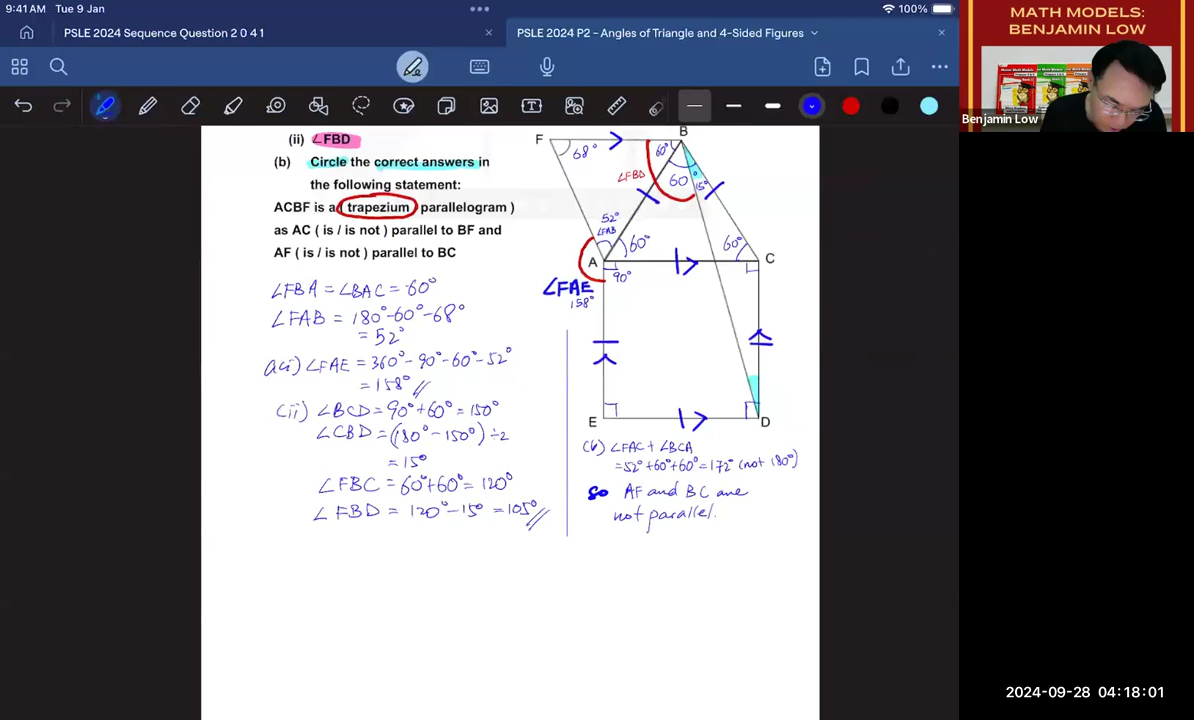 9:41 AM Tue 9 Jan
100%
PSLE 2024 Sequence Question 2 0 4 1
PSLE 2024 P2 - Angles of Triangle and 4-Sided Figures
MATH MODELS:
BENJAMIN LOW
Benjamin Low
(ii) ∠FBD
(b) Circle the correct answers in
the following statement:
ACBF is a( trapezium / parallelogram )
as AC ( is / is not ) parallel to BF and
AF ( is / is not ) parallel to BC
∠FBA = ∠BAC = 60°
∠FAB = 180° - 60° - 68°
= 52°
a(i) ∠FAE = 360° - 90° - 60° - 52°
= 158°
(ii) ∠BCD = 90° + 60° = 150°
∠CBD = (180° - 150°) ÷ 2
= 15°
∠FBC = 60° + 60° = 120°
∠FBD = 120° - 15° = 105°
F
B
68°
60°
∠FBD
60°
15°
52°
∠FAB
60°
60°
A
C
90°
∠FAE
158°
E
D
(b) ∠FAC + ∠BCA
= 52° + 60° + 60° = 172° (not 180°)
so AF and BC are
not parallel.
2024-09-28 04:18:01